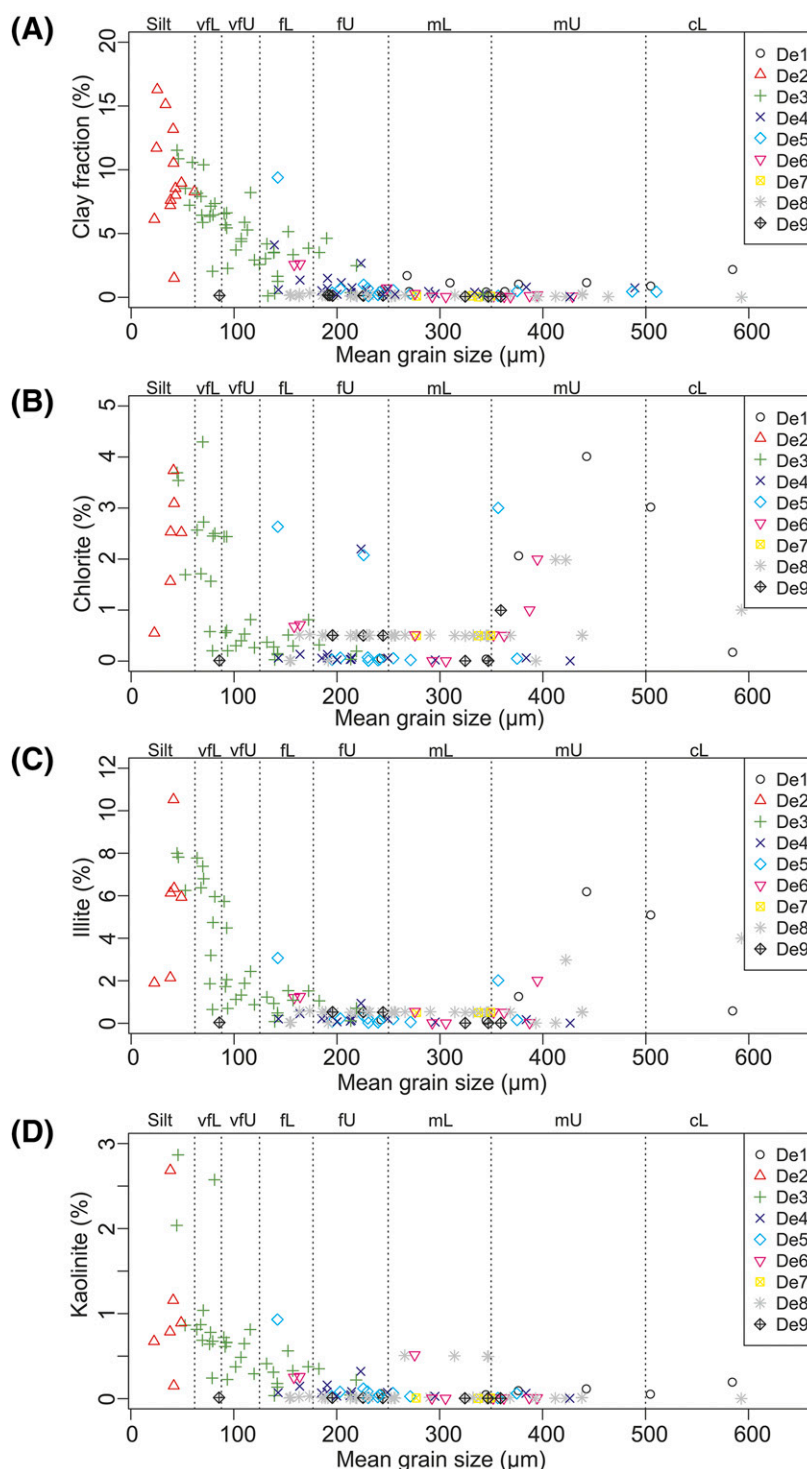 (A)
Silt vfL vfU fL fU mL mU cL
Clay fraction (%)
20
15
10
5
0
0 100 200 300 400 500 600
Mean grain size (µm)
De1
De2
De3
De4
De5
De6
De7
De8
De9
(B)
Silt vfL vfU fL fU mL mU cL
Chlorite (%)
5
4
3
2
1
0
0 100 200 300 400 500 600
Mean grain size (µm)
De1
De2
De3
De4
De5
De6
De7
De8
De9
(C)
Silt vfL vfU fL fU mL mU cL
Illite (%)
12
10
8
6
4
2
0
0 100 200 300 400 500 600
Mean grain size (µm)
De1
De2
De3
De4
De5
De6
De7
De8
De9
(D)
Silt vfL vfU fL fU mL mU cL
Kaolinite (%)
3
2
1
0
0 100 200 300 400 500 600
Mean grain size (µm)
De1
De2
De3
De4
De5
De6
De7
De8
De9